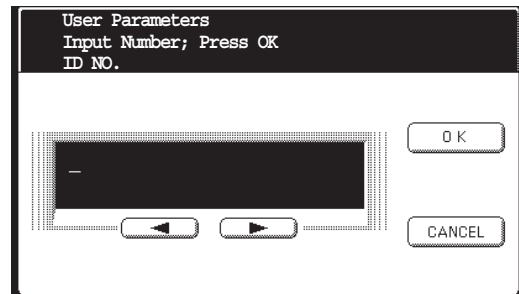 User Parameters
Input Number; Press OK
ID NO.
OK
_
CANCEL